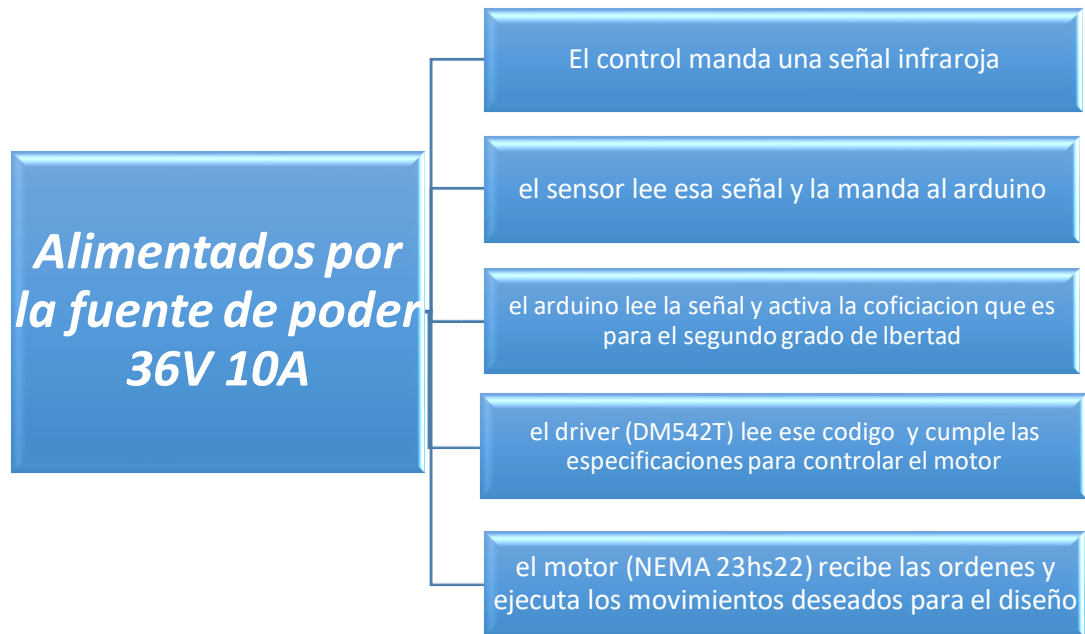 El control manda una señal infraroja
el sensor lee esa señal y la manda al arduino
Alimentados por
la fuente de poder
36V 10A
el arduino lee la señal y activa la coficiacion que es
para el segundo grado de lbertad
el driver (DM542T) lee ese codigo y cumple las
especificaciones para controlar el motor
el motor (NEMA 23hs22) recibe las ordenes y
ejecuta los movimientos deseados para el diseño